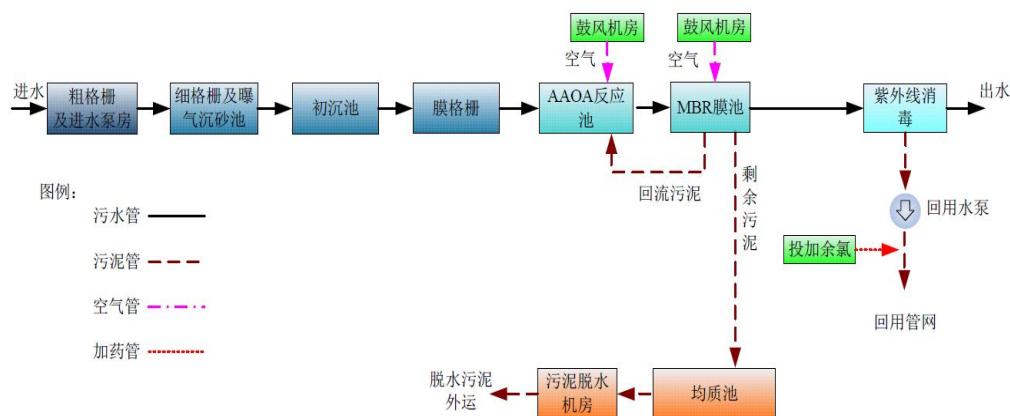 鼓风机房
鼓风机房
空气
空气
进水
粗格栅
及进水泵房
细格栅及曝
气沉砂池
初沉池
膜格栅
AAOA反应
池
MBR膜池
紫外线消
毒
出水
回流污泥
剩余污泥
回用水泵
投加余氯
回用管网
图例：
污水管
污泥管
空气管
加药管
脱水污泥
外运
污泥脱水
机房
均质池